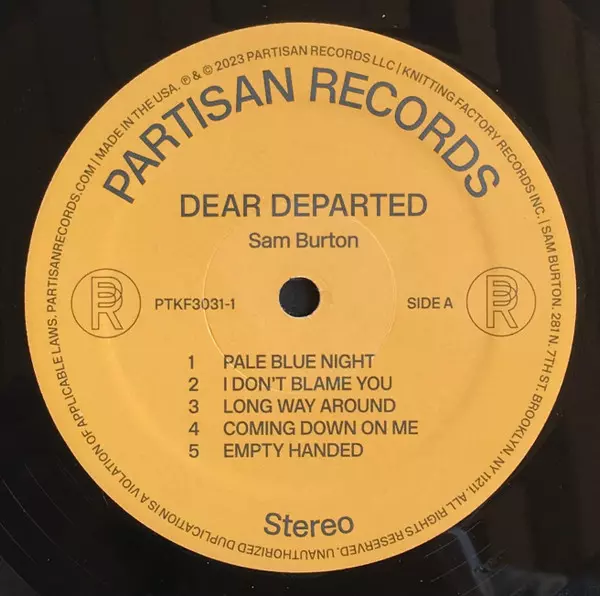 PARTISANRECORDS.COM | MADE IN THE USA. ℗ & © 2023 PARTISAN RECORDS LLC | KNITTING FACTORY RECORDS INC. | SAM BURTON. 281 N. 7TH ST. BROOKLYN, NY 11211. ALL RIGHTS RESERVED. UNAUTHORIZED DUPLICATION IS A VIOLATION OF APPLICABLE LAWS.
PARTISAN RECORDS
DEAR DEPARTED
Sam Burton
PTKF3031-1
SIDE A
1 PALE BLUE NIGHT
2 I DON'T BLAME YOU
3 LONG WAY AROUND
4 COMING DOWN ON ME
5 EMPTY HANDED
Stereo